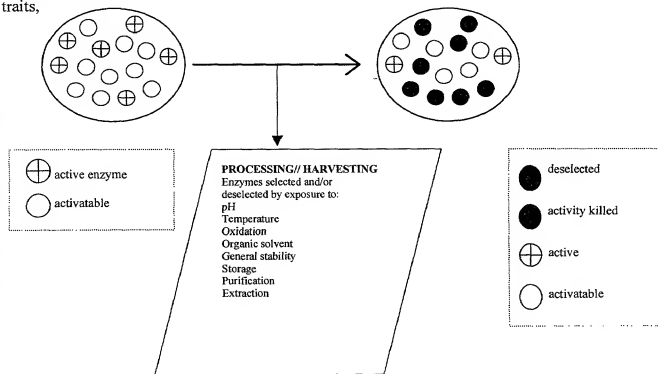 traits,
active enzyme
activatable
PROCESSING// HARVESTING
Enzymes selected and/or
deselected by exposure to:
pH
Temperature
Oxidation
Organic solvent
General stability
Storage
Purification
Extraction
deselected
activity killed
active
activatable